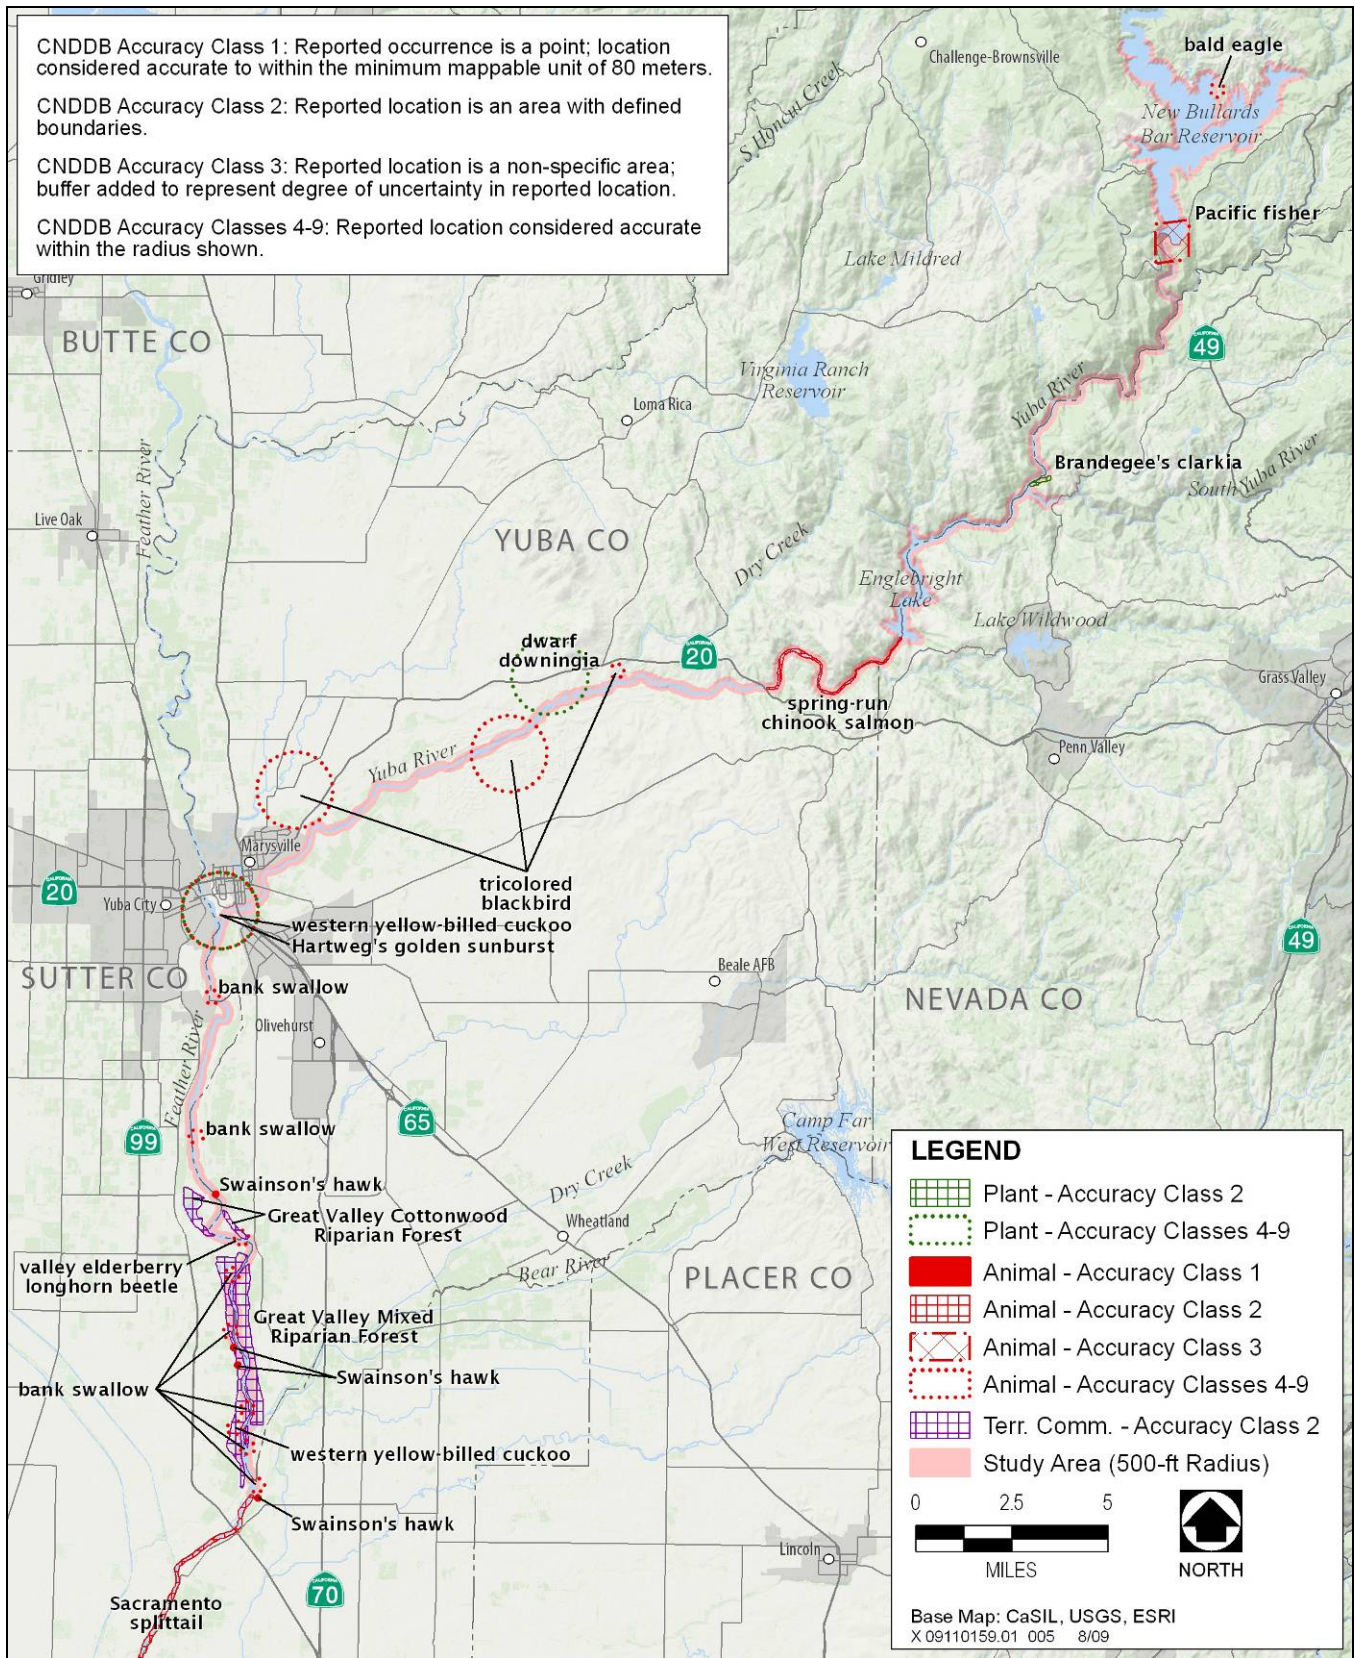 CNDDB Accuracy Class 1: Reported occurrence is a point; location
considered accurate to within the minimum mappable unit of 80 meters.
CNDDB Accuracy Class 2: Reported location is an area with defined
boundaries.
CNDDB Accuracy Class 3: Reported location is a non-specific area;
buffer added to represent degree of uncertainty in reported location.
CNDDB Accuracy Classes 4-9: Reported location considered accurate
within the radius shown.
Challenge-Brownsville
bald eagle
S Honcut Creek
New Bullards
Bar Reservoir
Pacific fisher
Lake Mildred
Gridley
BUTTE CO
CALIFORNIA
49
Virginia Ranch
Reservoir
Loma Rica
Yuba River
Brandegee's clarkia
South Yuba River
Feather River
Live Oak
YUBA CO
Dry Creek
Englebright
Lake
Lake Wildwood
dwarf
downingia
CALIFORNIA
20
Grass Valley
spring-run
chinook salmon
Penn Valley
Yuba River
Marysville
CALIFORNIA
20
Yuba City
tricolored
blackbird
western yellow-billed cuckoo
Hartweg's golden sunburst
CALIFORNIA
49
SUTTER CO
bank swallow
Beale AFB
NEVADA CO
Olivehurst
Feather River
CALIFORNIA
65
CALIFORNIA
99
bank swallow
Camp Far
West Reservoir
Swainson's hawk
Dry Creek
Great Valley Cottonwood
Riparian Forest
Wheatland
valley elderberry
longhorn beetle
Bear River
PLACER CO
Great Valley Mixed
Riparian Forest
Swainson's hawk
bank swallow
western yellow-billed cuckoo
Swainson's hawk
Lincoln
CALIFORNIA
70
Sacramento
splittail
LEGEND
Plant - Accuracy Class 2
Plant - Accuracy Classes 4-9
Animal - Accuracy Class 1
Animal - Accuracy Class 2
Animal - Accuracy Class 3
Animal - Accuracy Classes 4-9
Terr. Comm. - Accuracy Class 2
Study Area (500-ft Radius)
0 2.5 5
MILES
NORTH
Base Map: CaSIL, USGS, ESRI
X 09110159.01 005 8/09